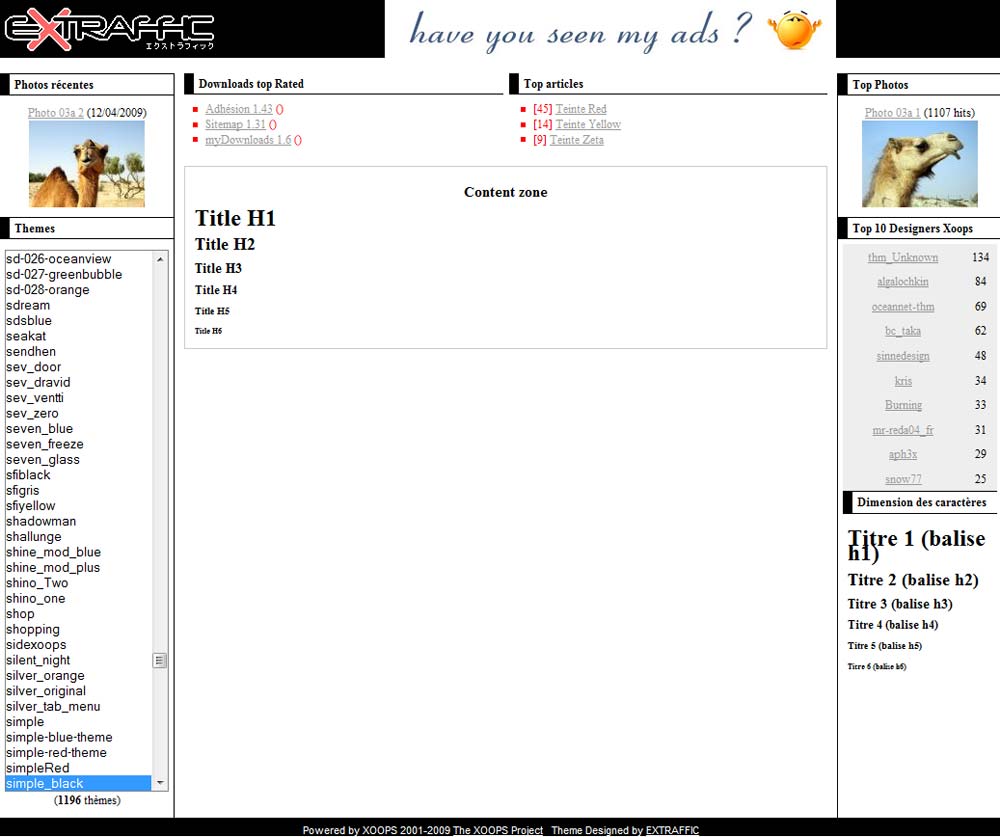 EXTRAFFIC
エクストラフィック
have you seen my ads ?
Photos récentes
Photo 03a 2 (12/04/2009)
Themes
sd-026-oceanview
sd-027-greenbubble
sd-028-orange
sdream
sdsblue
seakat
sendhen
sev_door
sev_dravid
sev_ventti
sev_zero
seven_blue
seven_freeze
seven_glass
sfiblack
sfigris
sfiyellow
shadowman
shallunge
shine_mod_blue
shine_mod_plus
shino_Two
shino_one
shop
shopping
sidexoops
silent_night
silver_orange
silver_original
silver_tab_menu
simple
simple-blue-theme
simple-red-theme
simpleRed
simple_black
(1196 thèmes)
Downloads top Rated
Adhésion 1.43 ()
Sitemap 1.31 ()
myDownloads 1.6 ()
Top articles
[45] Teinte Red
[14] Teinte Yellow
[9] Teinte Zeta
Content zone
Title H1
Title H2
Title H3
Title H4
Title H5
Title H6
Top Photos
Photo 03a 1 (1107 hits)
Top 10 Designers Xoops
thm_Unknown 134
algalochkin 84
oceannet-thm 69
bc_taka 62
sinnedesign 48
kris 34
Burning 33
mr-reda04_fr 31
aph3x 29
snow77 25
Dimension des caractères
Titre 1 (balise
h1)
Titre 2 (balise h2)
Titre 3 (balise h3)
Titre 4 (balise h4)
Titre 5 (balise h5)
Titre 6 (balise h6)
Powered by XOOPS 2001-2009 The XOOPS Project Theme Designed by EXTRAFFIC